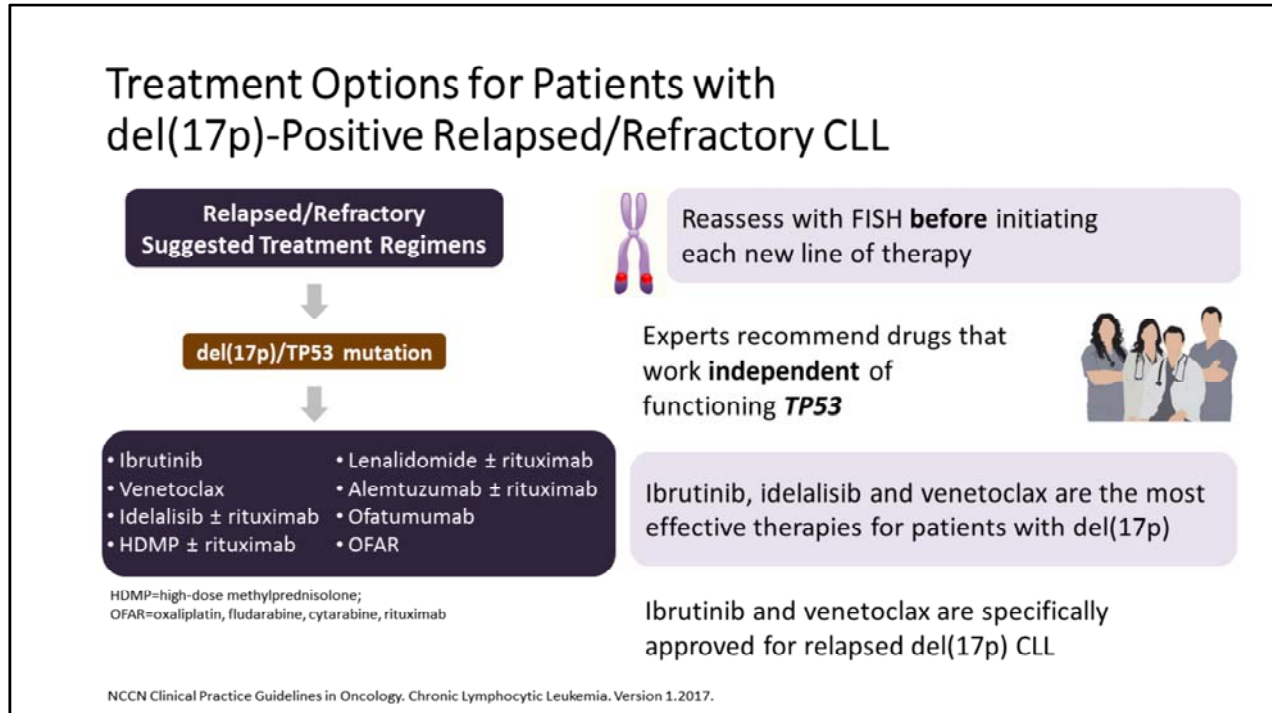 Treatment Options for Patients with
del(17p)-Positive Relapsed/Refractory CLL
Relapsed/Refractory
Suggested Treatment Regimens
del(17p)/TP53 mutation
• Ibrutinib
• Venetoclax
• Idelalisib ± rituximab
• HDMP ± rituximab
• Lenalidomide ± rituximab
• Alemtuzumab ± rituximab
• Ofatumumab
• OFAR
HDMP=high-dose methylprednisolone;
OFAR=oxaliplatin, fludarabine, cytarabine, rituximab
Reassess with FISH before initiating
each new line of therapy
Experts recommend drugs that
work independent of
functioning TP53
Ibrutinib, idelalisib and venetoclax are the most
effective therapies for patients with del(17p)
Ibrutinib and venetoclax are specifically
approved for relapsed del(17p) CLL
NCCN Clinical Practice Guidelines in Oncology. Chronic Lymphocytic Leukemia. Version 1.2017.